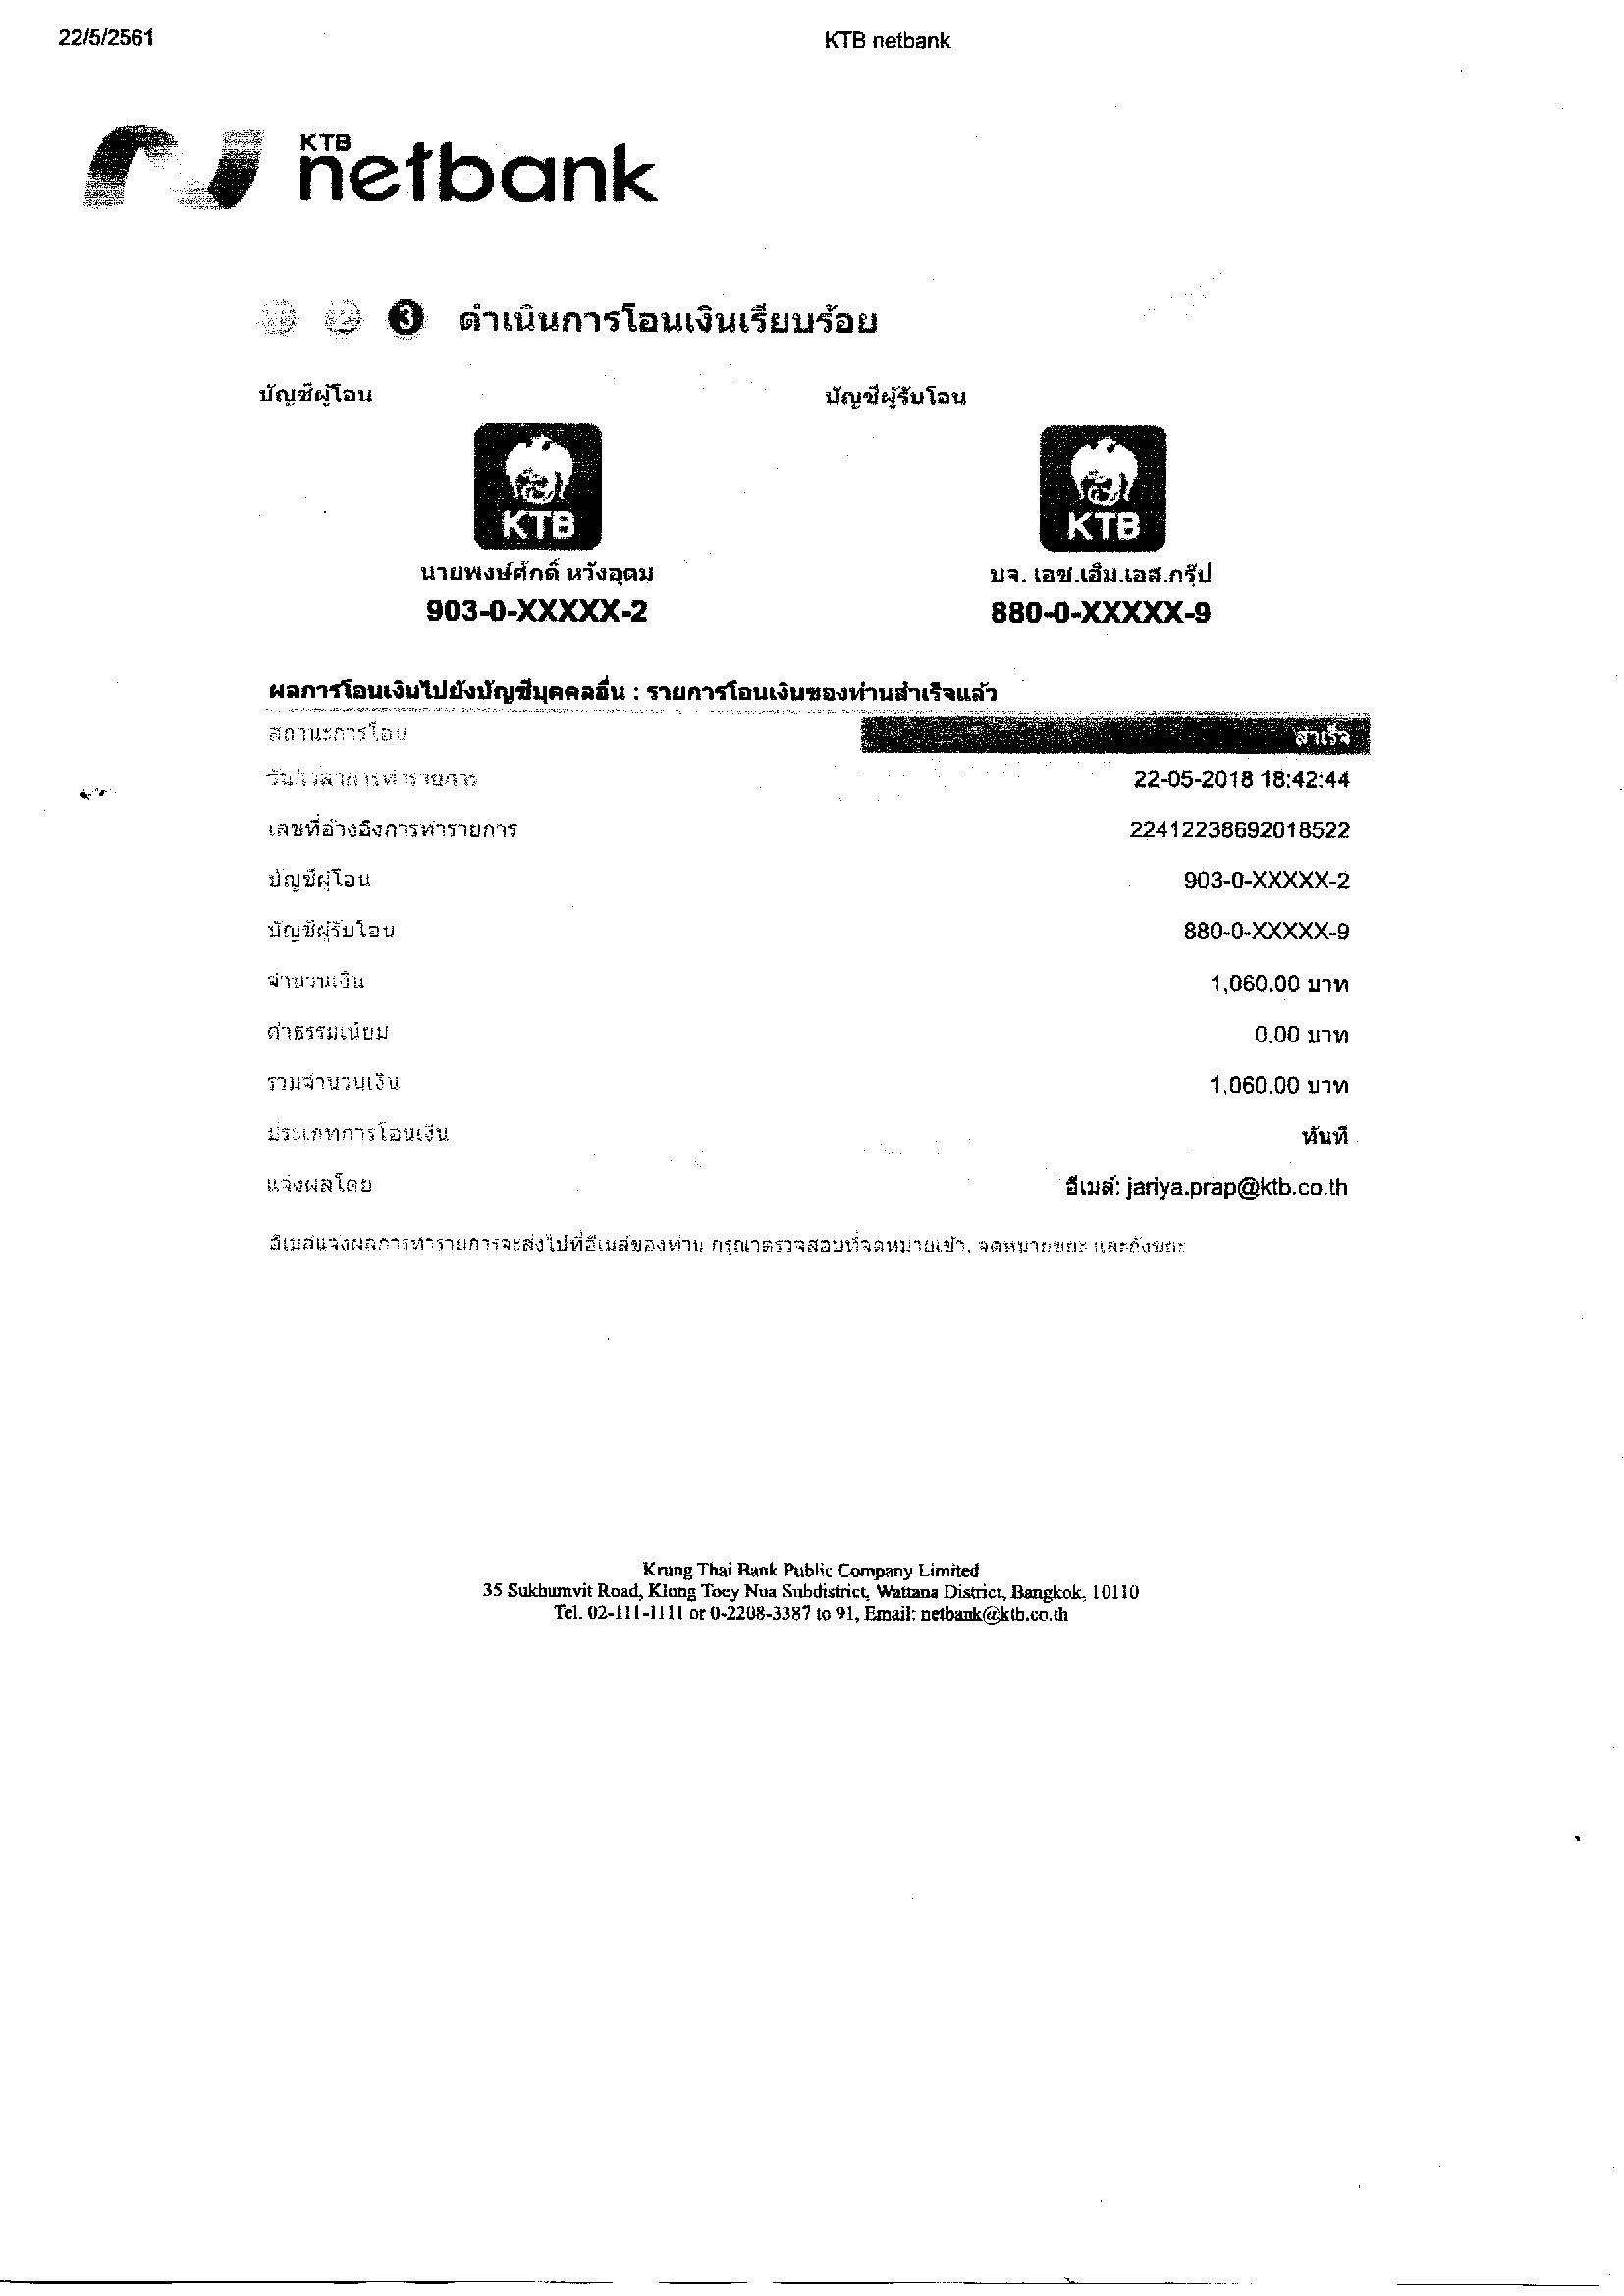 22/5/2561 KTB netbank
KTB
netbank
3 ดำเนินการโอนเงินเรียบร้อย
บัญชีผู้โอน บัญชีผู้รับโอน
KTB KTB
นายพงษ์ศักดิ์ หวังอุดม บจ. เอช.เอ็ม.เอส.กรุ๊ป
903-0-XXXXX-2 880-0-XXXXX-9
ผลการโอนเงินไปยังบัญชีบุคคลอื่น : รายการโอนเงินของท่านสำเร็จแล้ว
สถานะการโอน สำเร็จ
วัน/เวลาการทำรายการ 22-05-2018 18:42:44
เลขที่อ้างอิงการทำรายการ 22412238692018522
บัญชีผู้โอน 903-0-XXXXX-2
บัญชีผู้รับโอน 880-0-XXXXX-9
จำนวนเงิน 1,060.00 บาท
ค่าธรรมเนียม 0.00 บาท
รวมจำนวนเงิน 1,060.00 บาท
ประเภทการโอนเงิน ทันที
แจ้งผลโดย อีเมล์: jariya.prap@ktb.co.th
อีเมล์แจ้งผลการทำรายการจะส่งไปที่อีเมล์ของท่าน กรุณาตรวจสอบที่จดหมายเข้า, จดหมายขยะ และถังขยะ
Krung Thai Bank Public Company Limited
35 Sukhumvit Road, Klong Toey Nua Subdistrict, Wattana District, Bangkok, 10110
Tel. 02-111-1111 or 0-2208-3387 to 91, Email: netbank@ktb.co.th